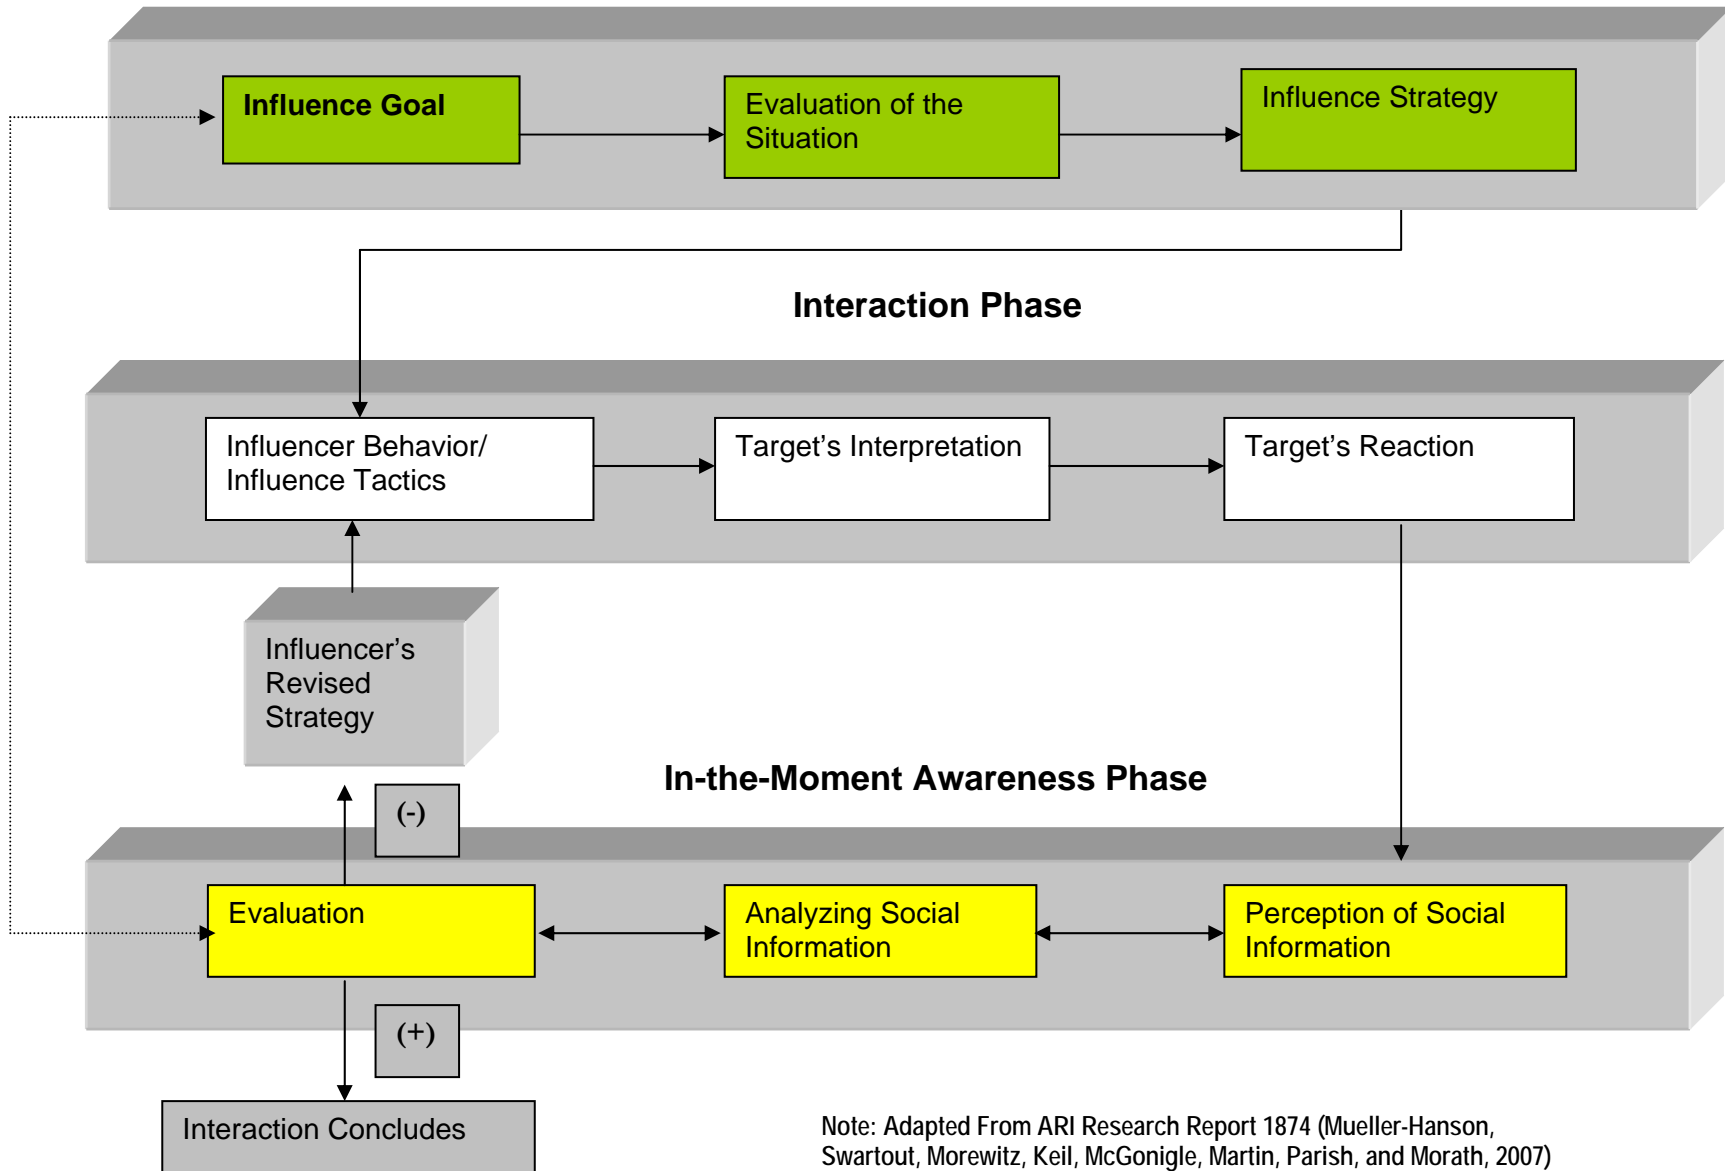 Influence Goal
Evaluation of the
Situation
Influence Strategy
Interaction Phase
Influencer Behavior/
Influence Tactics
Target’s Interpretation
Target’s Reaction
Influencer’s
Revised
Strategy
In-the-Moment Awareness Phase
(-)
Evaluation
Analyzing Social
Information
Perception of Social
Information
(+)
Interaction Concludes
Note: Adapted From ARI Research Report 1874 (Mueller-Hanson,
Swartout, Morewitz, Keil, McGonigle, Martin, Parish, and Morath, 2007)